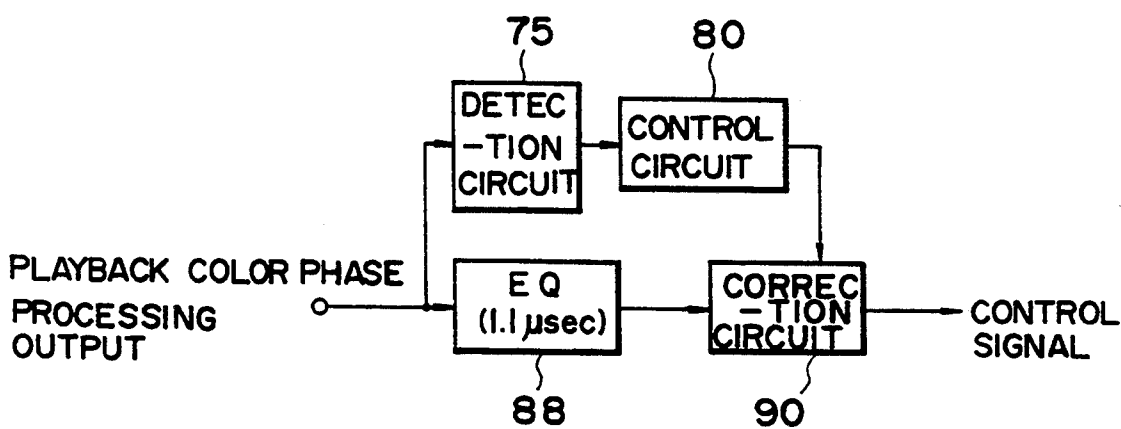 75
80
DETEC
-TION
CIRCUIT
CONTROL
CIRCUIT
PLAYBACK COLOR PHASE
PROCESSING
OUTPUT
EQ
(1.1 μsec)
CORREC
-TION
CIRCUIT
CONTROL
SIGNAL
88
90